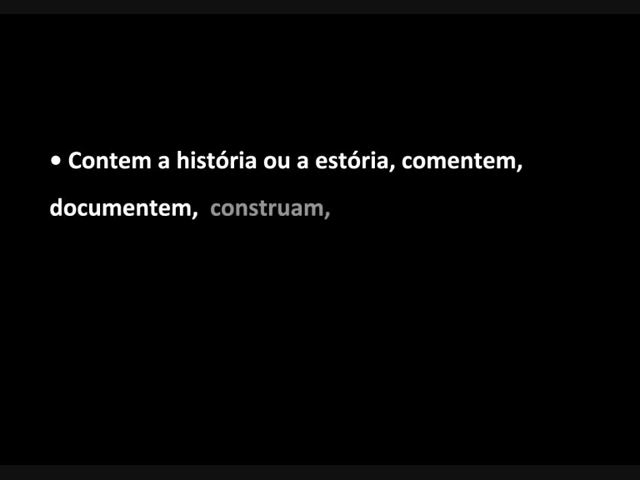 • Contem a história ou a estória, comentem,
documentem, construam,